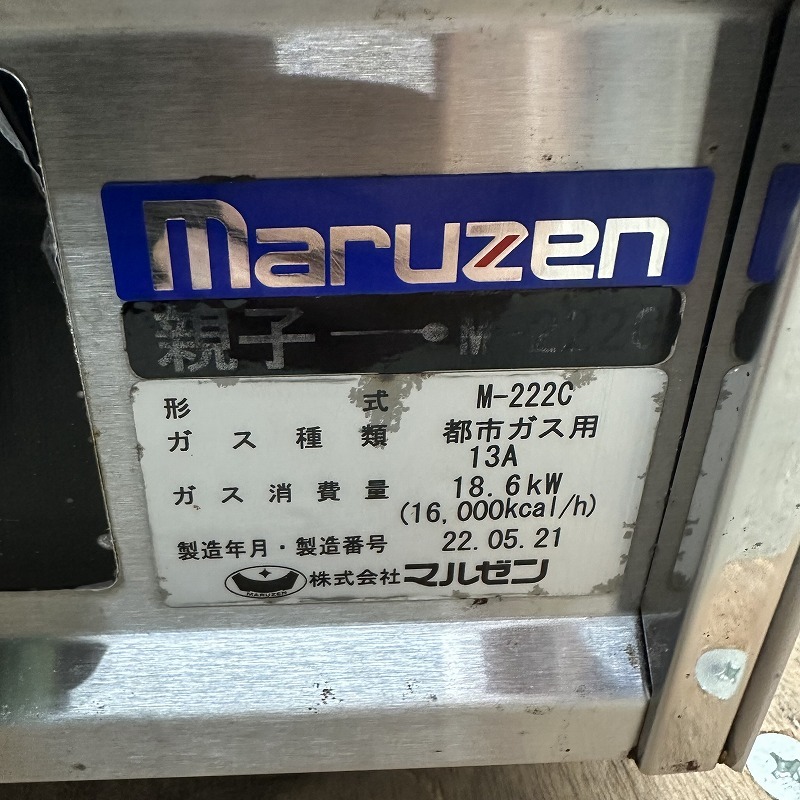 maruzen
親子 M-222C
形式 M-222C
ガス種類 都市ガス用
13A
ガス消費量 18.6kW
(16,000kcal/h)
製造年月・製造番号 22.05.21
MARUZEN 株式会社マルゼン